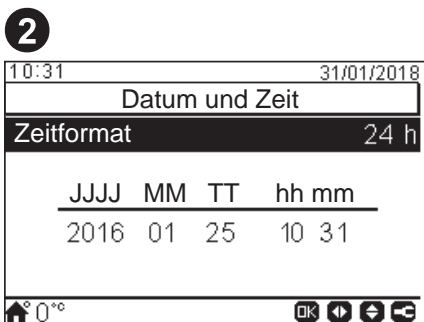 2
10:31 31/01/2018
Datum und Zeit
Zeitformat 24 h
JJJJ MM TT hh mm
2016 01 25 10 31
0°c OK